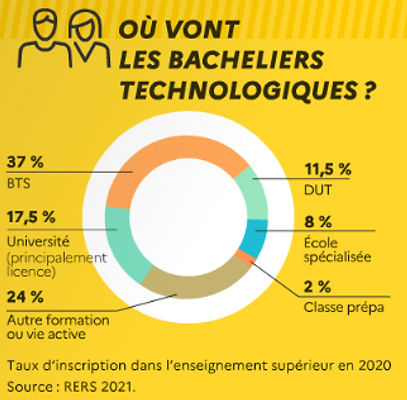 OÙ VONT
LES BACHELIERS
TECHNOLOGIQUES ?
37 %
BTS
17,5 %
Université
(principalement
licence)
24 %
Autre formation
ou vie active
11,5 %
DUT
8 %
École
spécialisée
2 %
Classe prépa
Taux d'inscription dans l'enseignement supérieur en 2020
Source : RERS 2021.